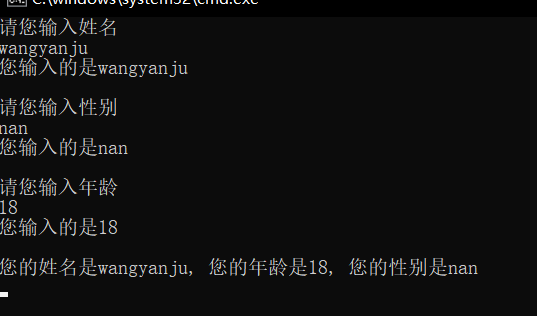 C:\windows\system32\cmd.exe
请您输入姓名
wangyanju
您输入的是wangyanju
请您输入性别
nan
您输入的是nan
请您输入年龄
18
您输入的是18
您的姓名是wangyanju, 您的年龄是18, 您的性别是nan